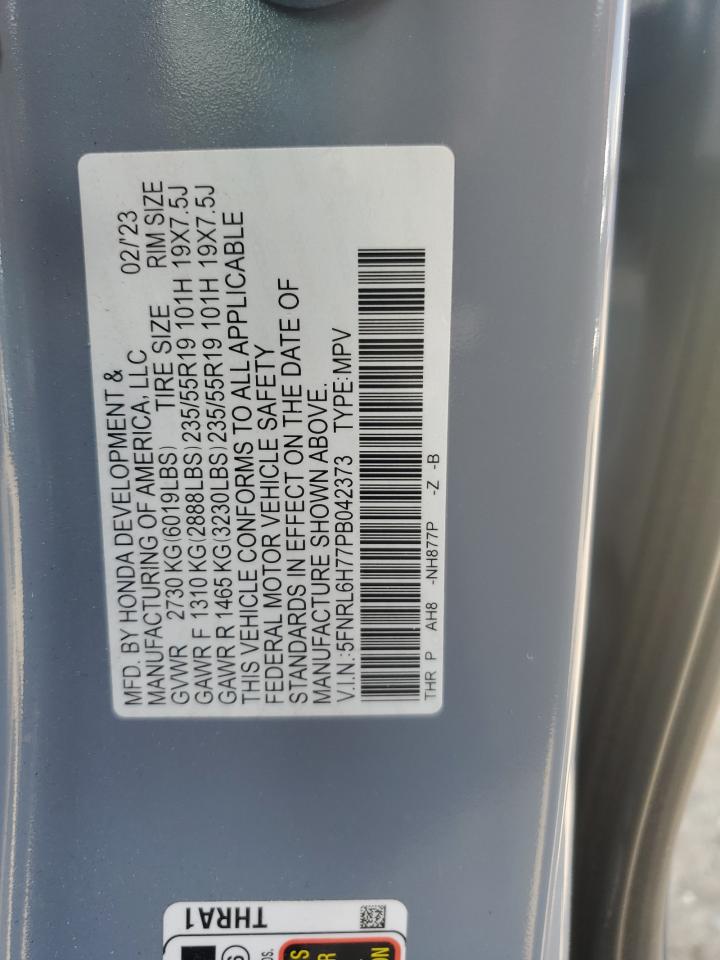 MFD. BY HONDA DEVELOPMENT & 02/'23
MANUFACTURING OF AMERICA, LLC
GVWR 2730 KG(6019LBS) TIRE SIZE RIM SIZE
GAWR F 1310 KG(2888LBS)235/55R19 101H 19X7.5J
GAWR R 1465 KG(3230LBS)235/55R19 101H 19X7.5J
THIS VEHICLE CONFORMS TO ALL APPLICABLE
FEDERAL MOTOR VEHICLE SAFETY
STANDARDS IN EFFECT ON THE DATE OF
MANUFACTURE SHOWN ABOVE.
V.I.N.:5FNRL6H77PB042373 TYPE:MPV
THR P AH8 -NH877P -Z -B
THRA1